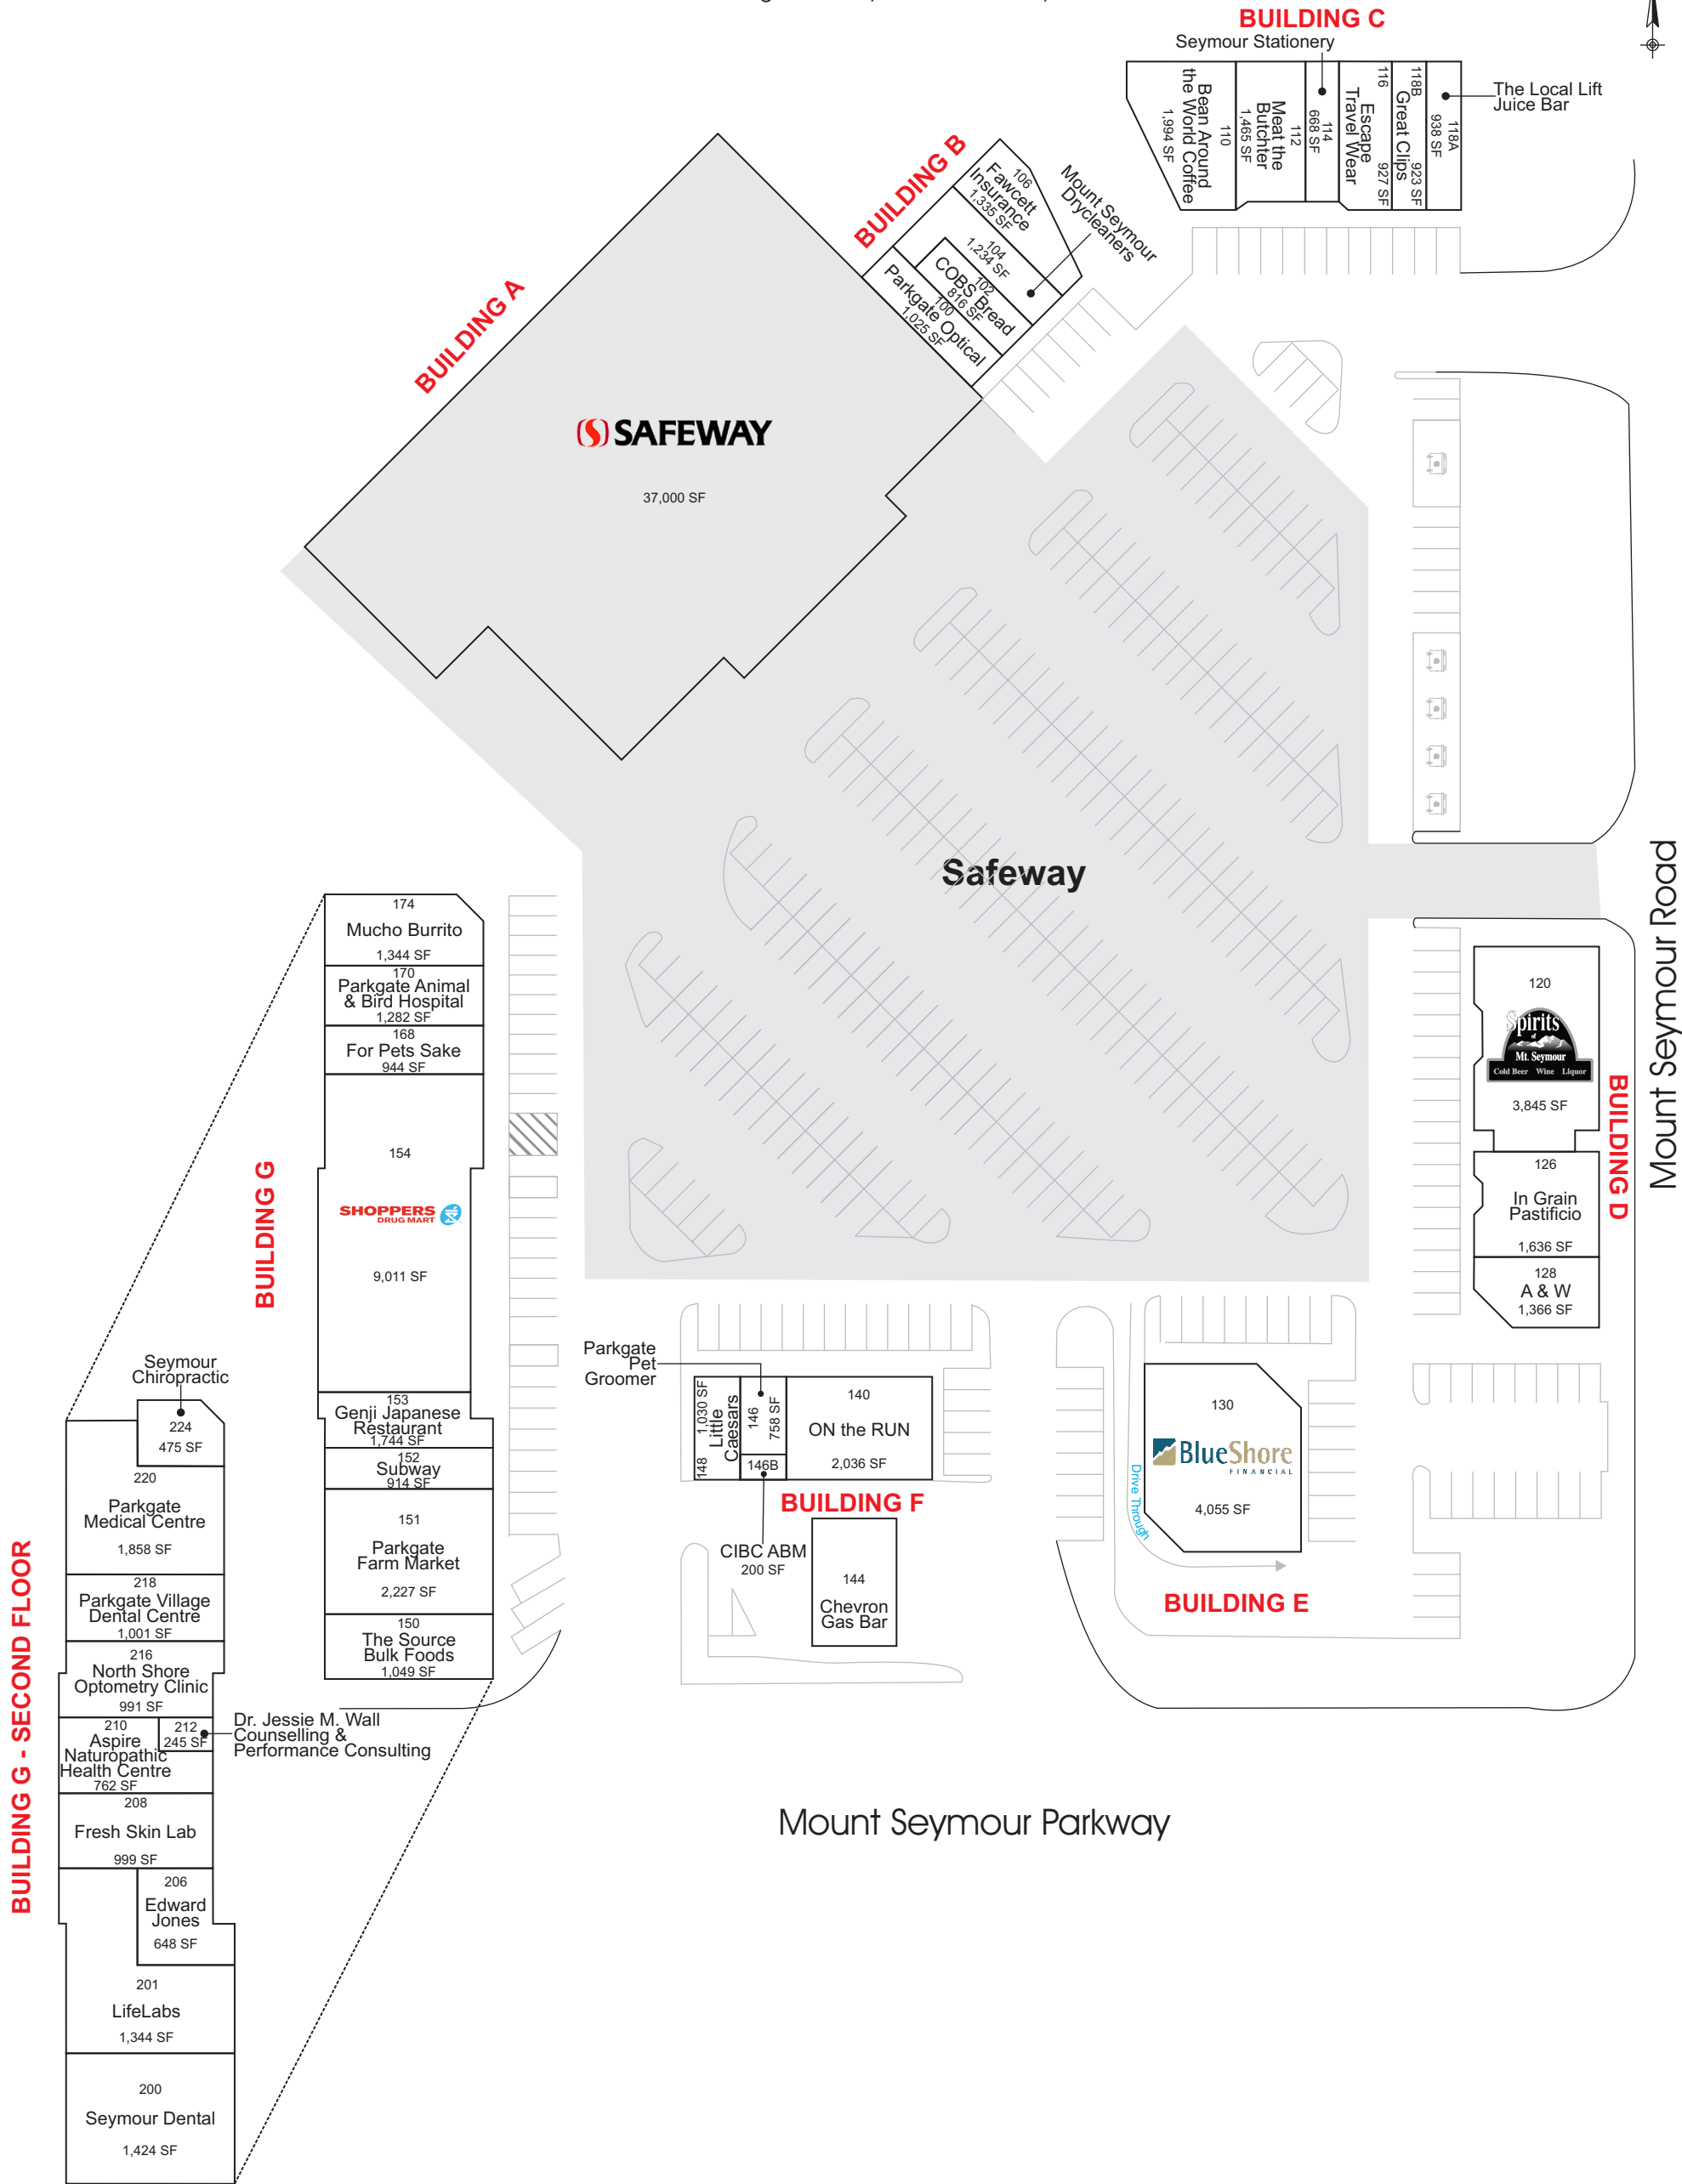 BUILDING C
Seymour Stationery
The Local Lift
Juice Bar
110
Bean Around
the World Coffee
1,994 SF
112
Meat the
Butchter
1,465 SF
114
668 SF
116
Escape
Travel Wear
927 SF
118B
Great Clips
923 SF
118A
938 SF
BUILDING B
106
Fawcett
Insurance
1,335 SF
Mount Seymour
Drycleaners
104
1,234 SF
102
COBS Bread
816 SF
100
Parkgate Optical
1,025 SF
BUILDING A
SAFEWAY
37,000 SF
Safeway
Mount Seymour Road
BUILDING D
120
Spirits
of
Mt. Seymour
Cold Beer Wine Liquor
3,845 SF
126
In Grain
Pastificio
1,636 SF
128
A & W
1,366 SF
BUILDING G
174
Mucho Burrito
1,344 SF
170
Parkgate Animal
& Bird Hospital
1,282 SF
168
For Pets Sake
944 SF
154
SHOPPERS
DRUG MART
9,011 SF
153
Genji Japanese
Restaurant
1,744 SF
152
Subway
914 SF
151
Parkgate
Farm Market
2,227 SF
150
The Source
Bulk Foods
1,049 SF
Parkgate
Pet
Groomer
148
Little
Caesars
1,030 SF
146
758 SF
146B
140
ON the RUN
2,036 SF
BUILDING F
CIBC ABM
200 SF
144
Chevron
Gas Bar
130
BlueShore
FINANCIAL
4,055 SF
Drive Through
BUILDING E
BUILDING G - SECOND FLOOR
Seymour
Chiropractic
224
475 SF
220
Parkgate
Medical Centre
1,858 SF
218
Parkgate Village
Dental Centre
1,001 SF
216
North Shore
Optometry Clinic
991 SF
210
Aspire
Naturopathic
Health Centre
762 SF
212
245 SF
Dr. Jessie M. Wall
Counselling &
Performance Consulting
208
Fresh Skin Lab
999 SF
206
Edward
Jones
648 SF
201
LifeLabs
1,344 SF
200
Seymour Dental
1,424 SF
Mount Seymour Parkway